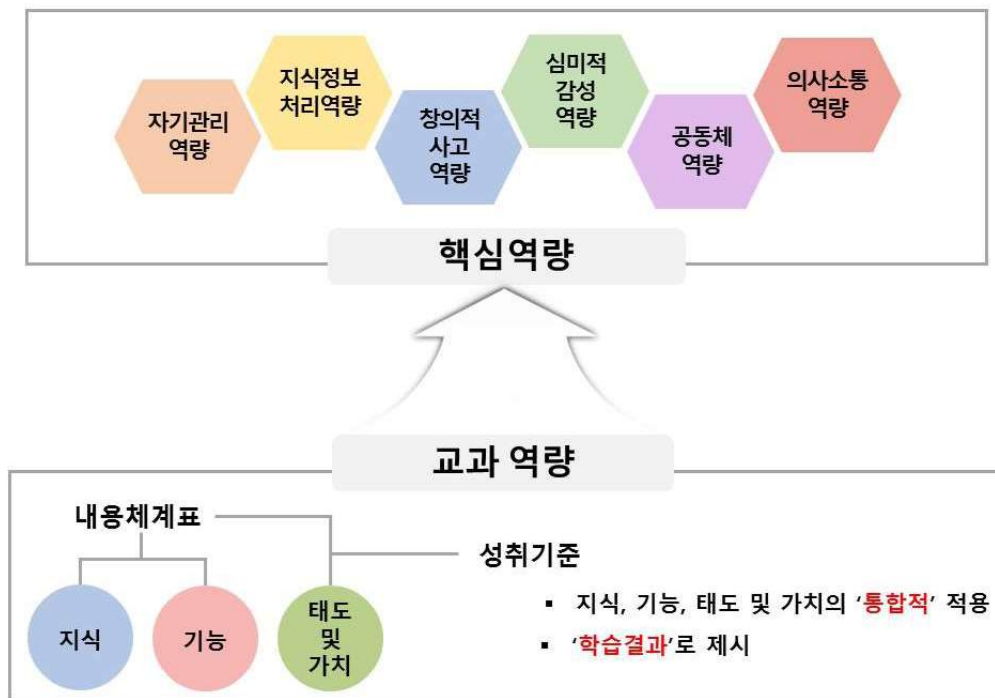 자기관리
역량
지식정보
처리역량
창의적
사고
역량
심미적
감성
역량
공동체
역량
의사소통
역량
핵심역량
교과 역량
내용체계표
지식
기능
태도
및
가치
성취기준
▪ 지식, 기능, 태도 및 가치의 ‘통합적’ 적용
▪ ‘학습결과’로 제시